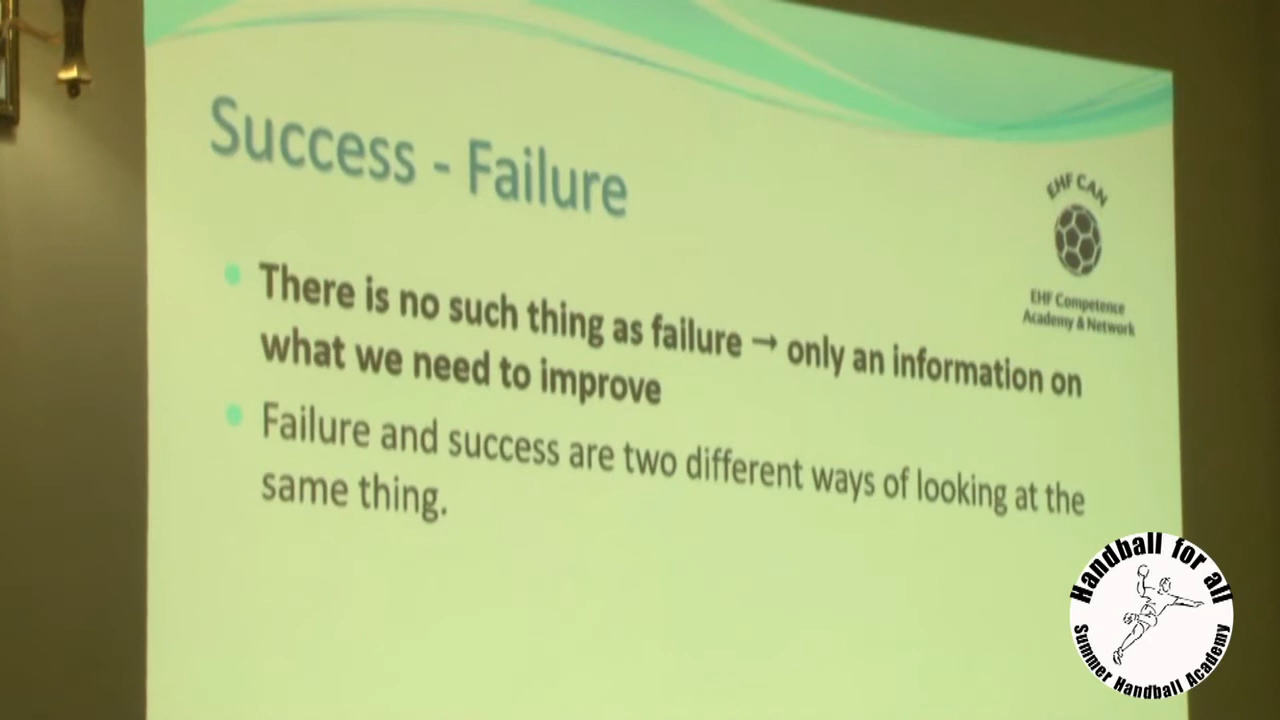 Success - Failure
EHF CAN
EHF Competence
Academy & Network
• There is no such thing as failure → only an information on
what we need to improve
• Failure and success are two different ways of looking at the
same thing.
Handball for all
Summer Handball Academy